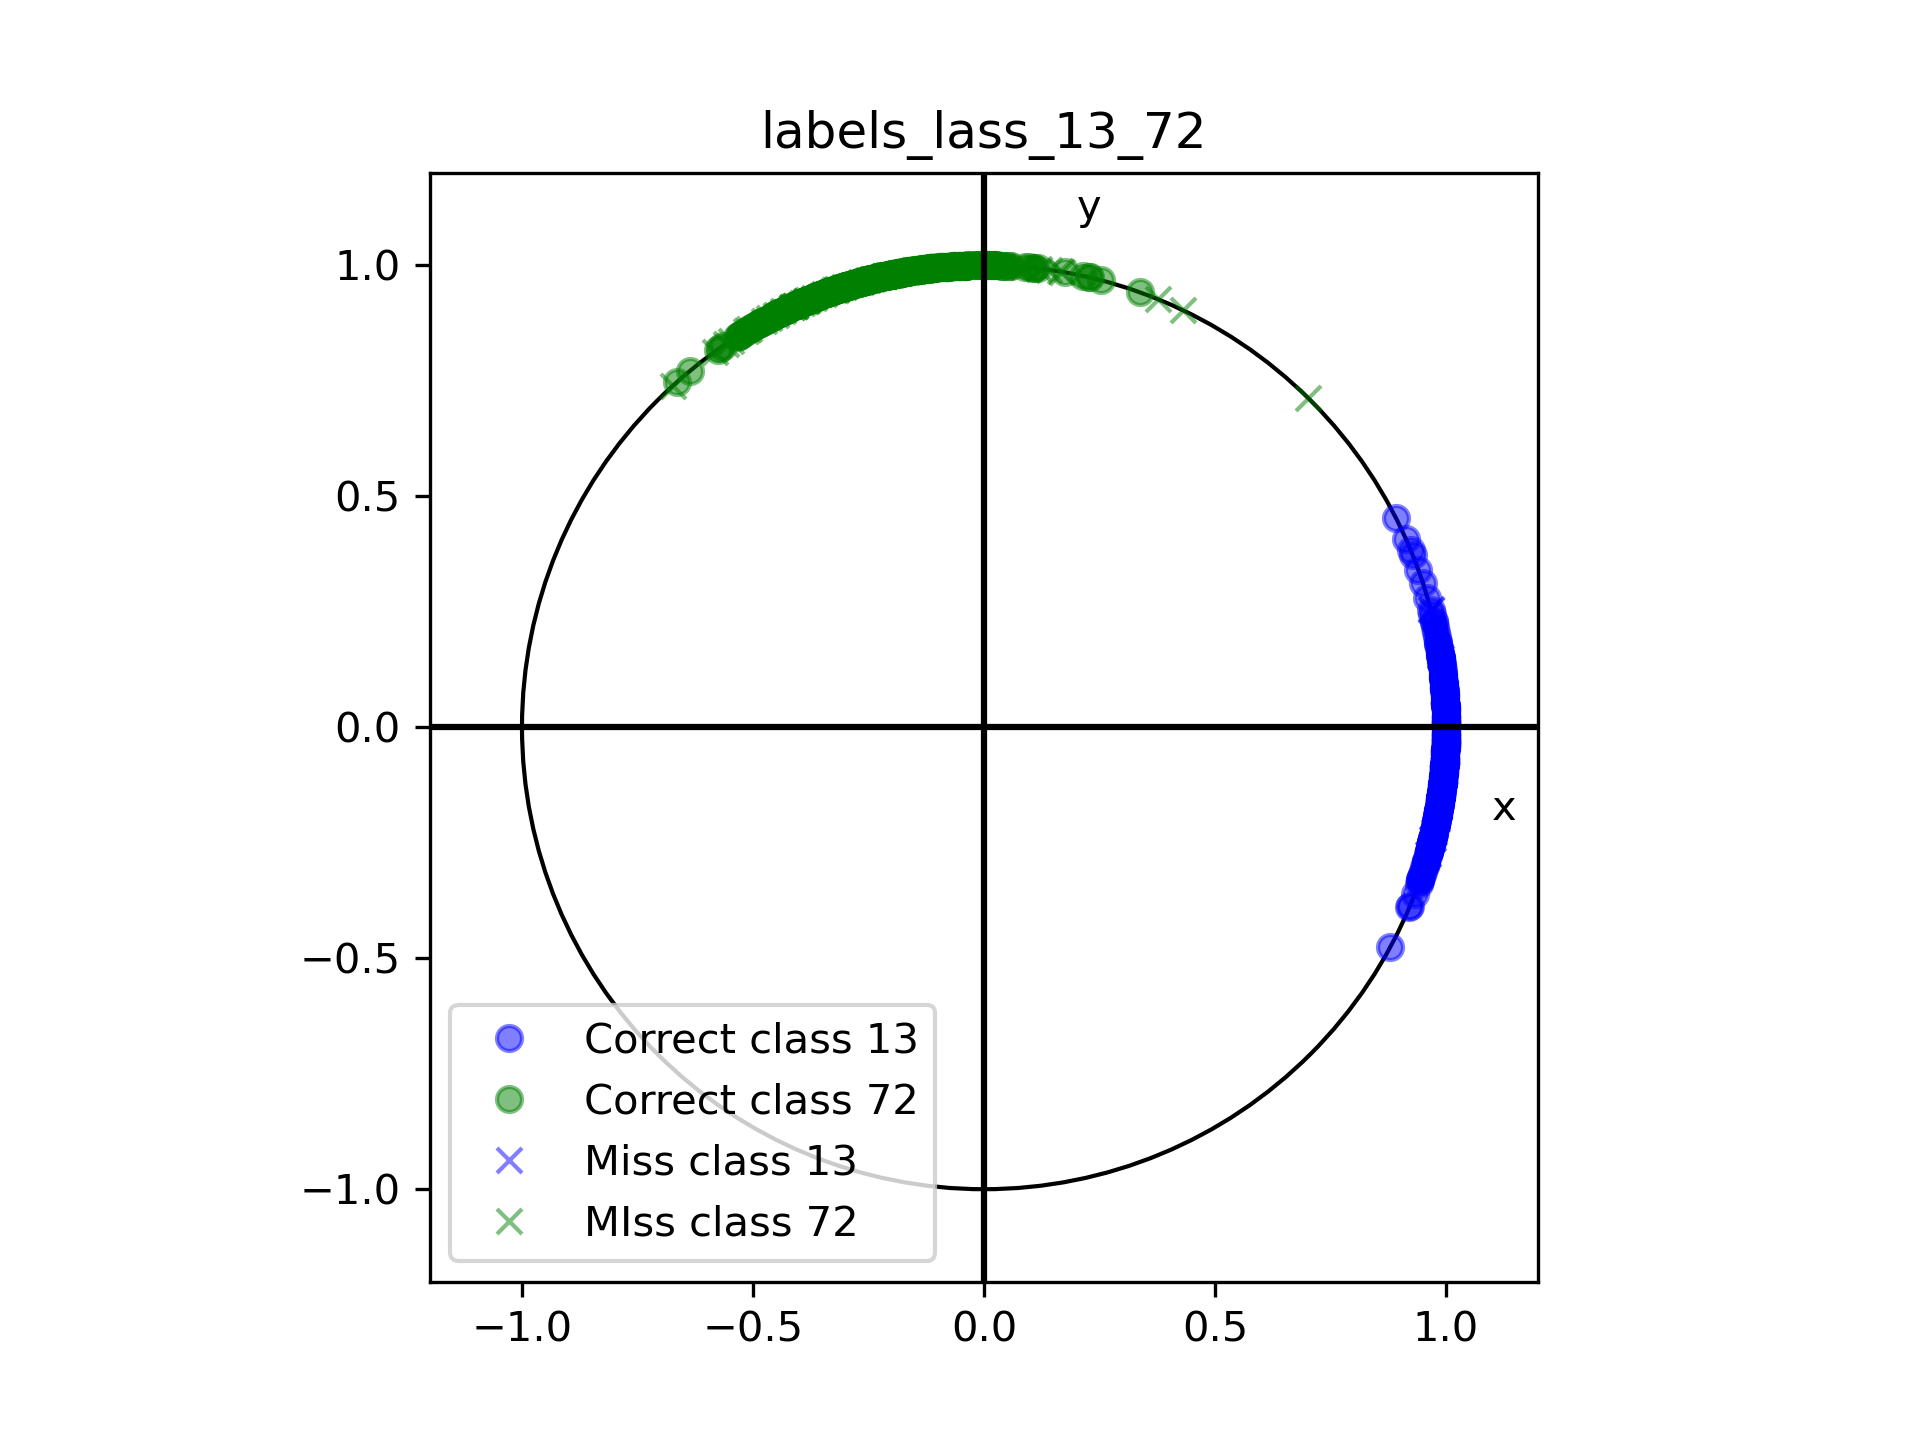 labels_lass_13_72
y
1.0
0.5
0.0
−0.5
−1.0
x
Correct class 13
Correct class 72
Miss class 13
MIss class 72
−1.0 −0.5 0.0 0.5 1.0